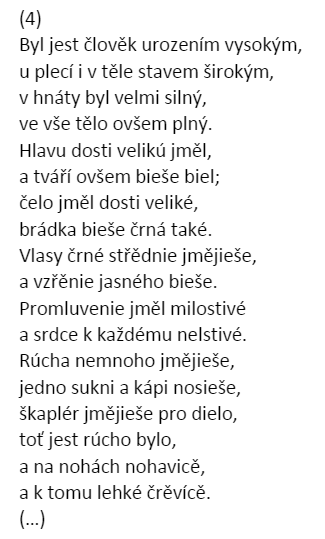 (4)
Byl jest člověk urozením vysokým,
u plecí i v těle stavem širokým,
v hnáty byl velmi silný,
ve vše tělo ovšem plný.
Hlavu dosti velikú jměl,
a tváří ovšem bieše biel;
čelo jměl dosti veliké,
brádka bieše črná také.
Vlasy črné střědnie jmějieše,
a vzřěnie jasného bieše.
Promluvenie jměl milostivé
a srdce k každému nelstivé.
Rúcha nemnoho jmějieše,
jedno sukni a kápi nosieše,
škaplér jmějieše pro dielo,
toť jest rúcho bylo,
a na nohách nohavicě,
a k tomu lehké črěvícě.
(…)